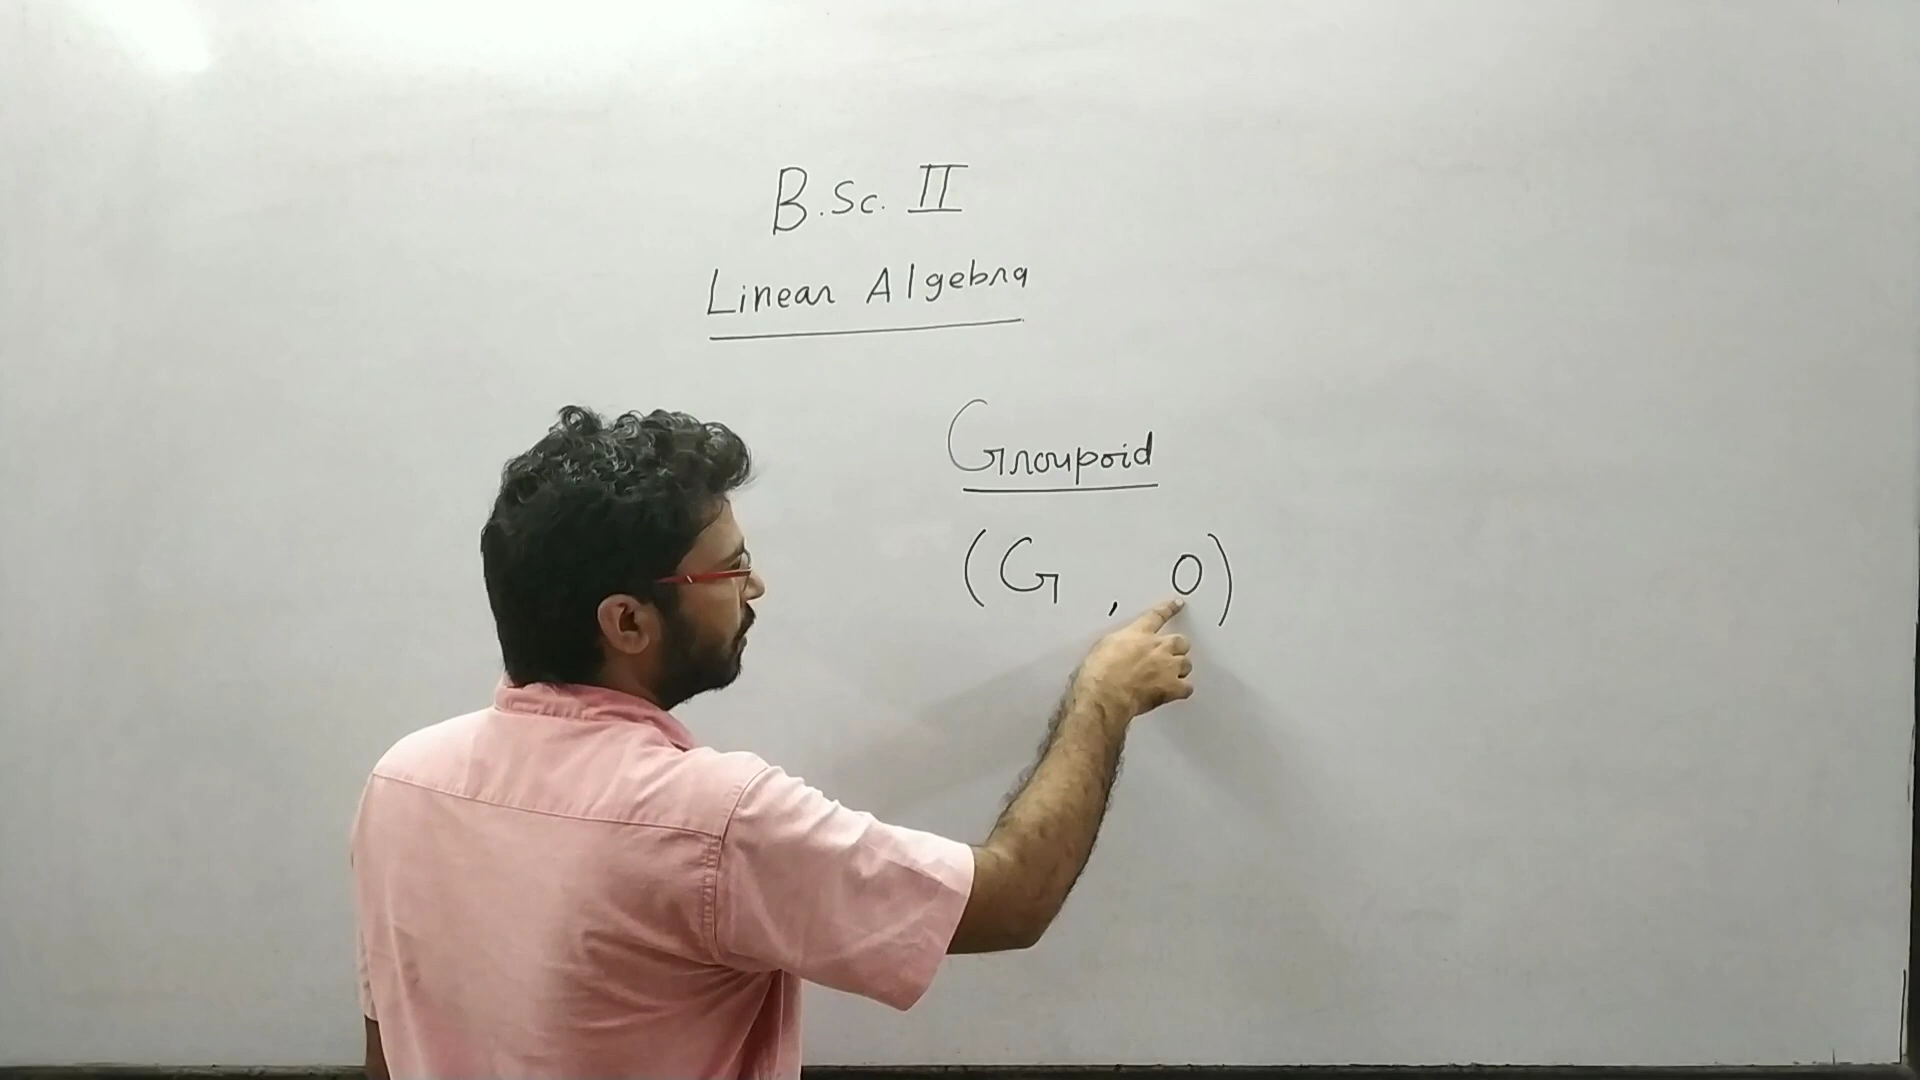 B.Sc. II
Linear Algebra
Groupoid
(G , o)